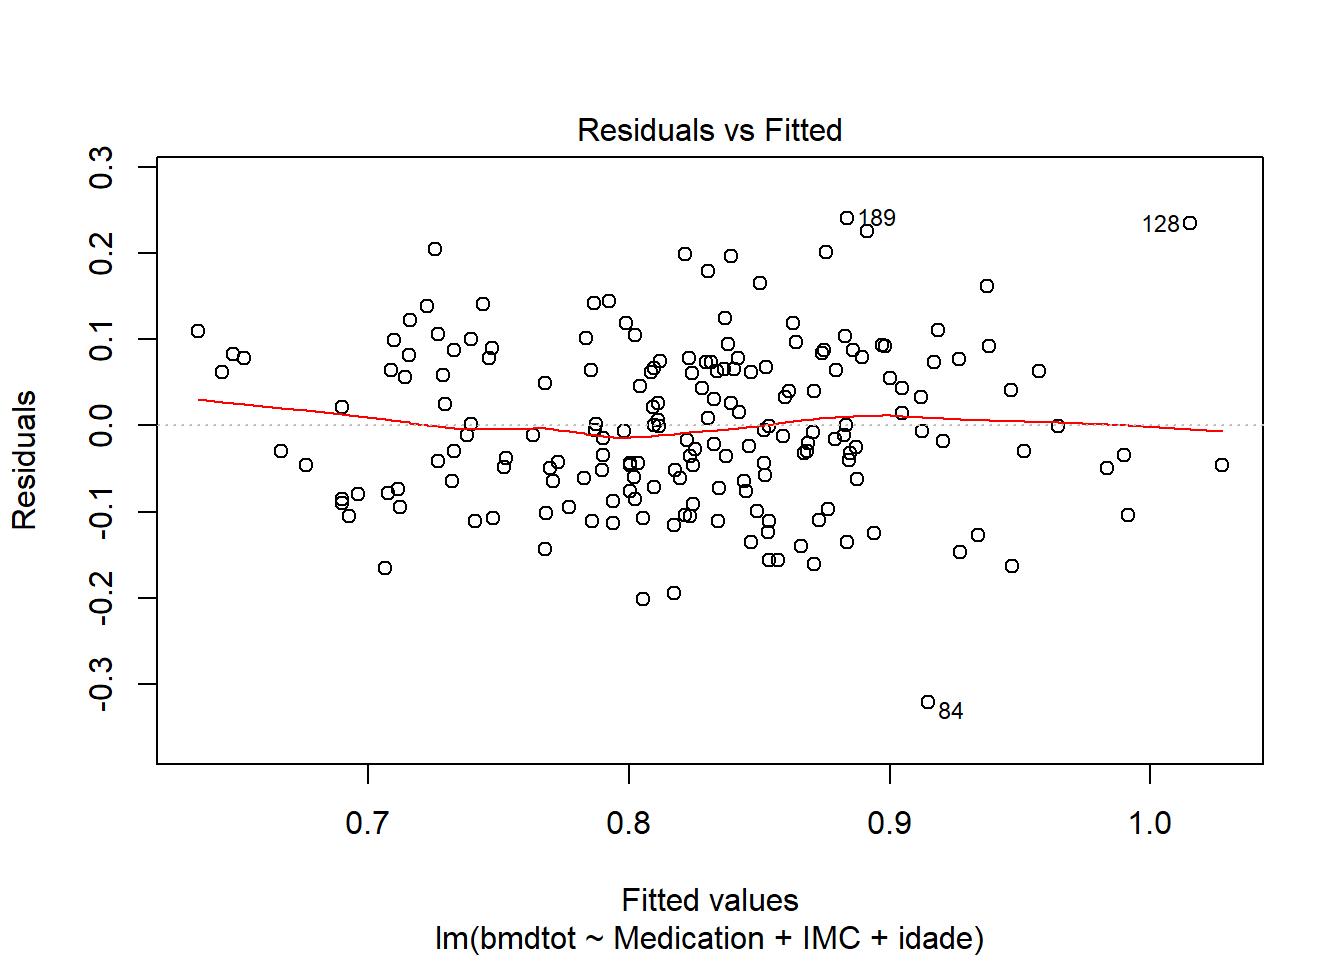 Residuals vs Fitted
Residuals
0.3
0.2
0.1
0.0
-0.1
-0.2
-0.3
189
128
84
0.7 0.8 0.9 1.0
Fitted values
lm(bmdtot ~ Medication + IMC + idade)